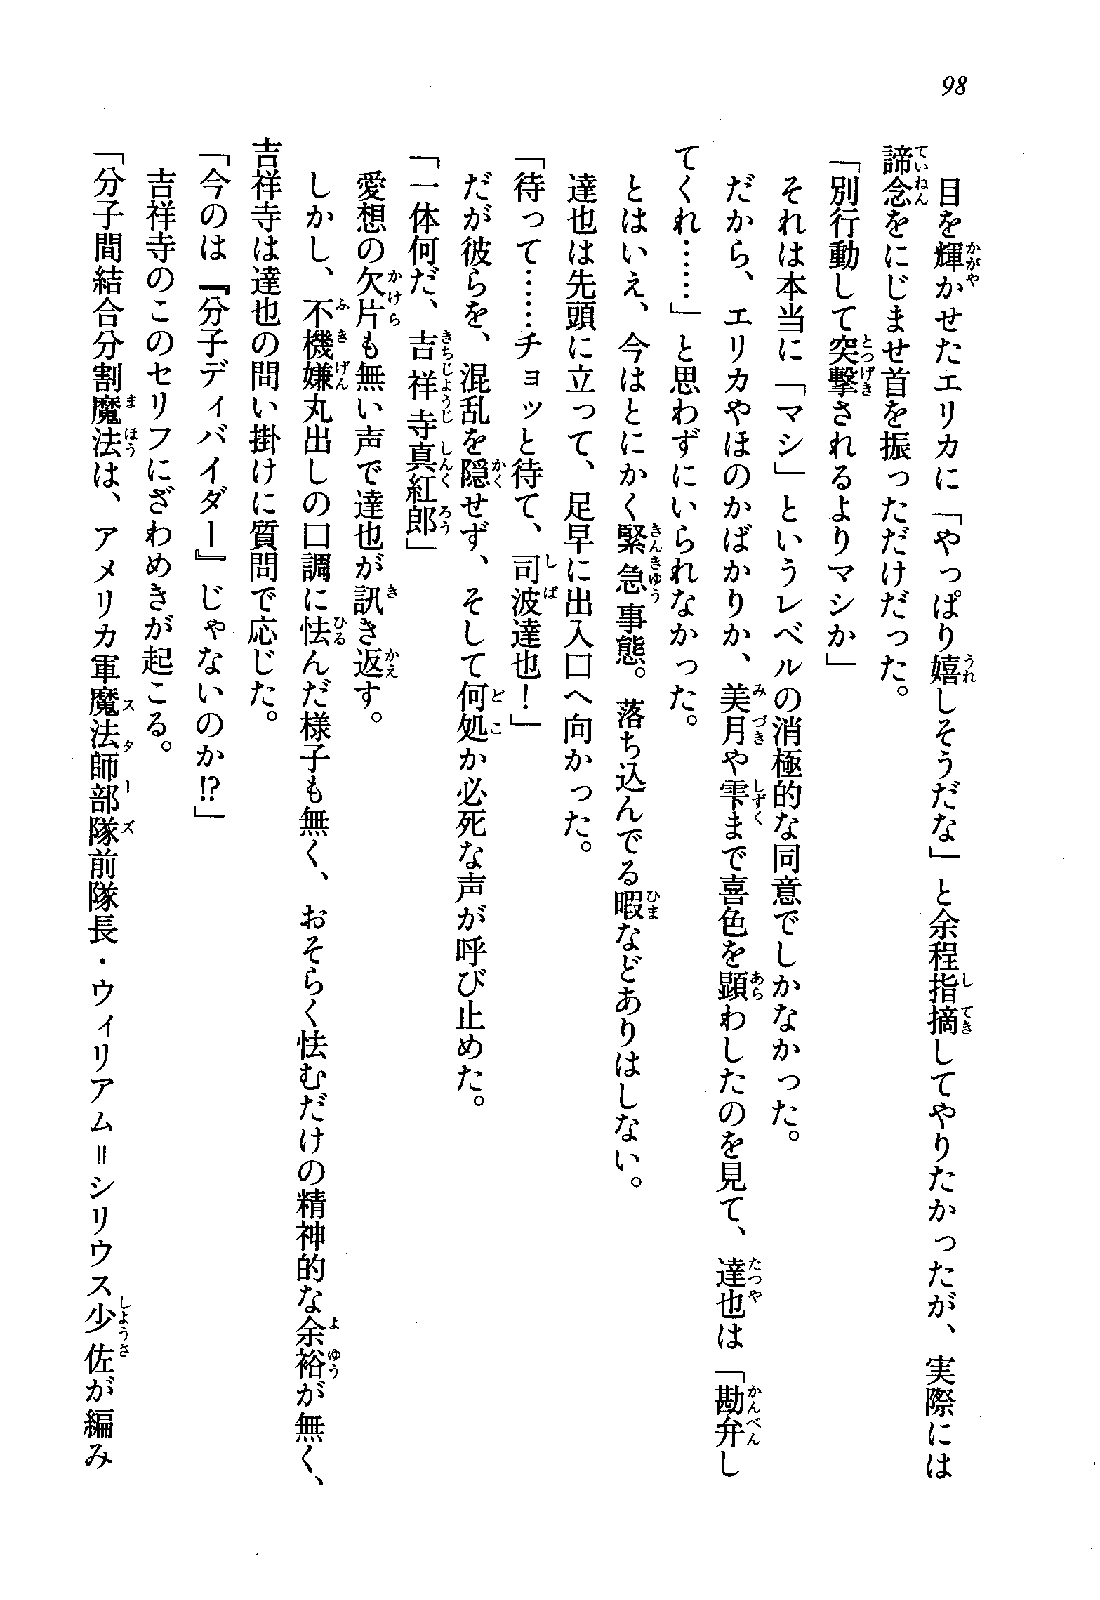 98
目を輝かせたエリカに「やっぱり嬉しそうだな」と余程指摘してやりたかったが、実際には
諦念をにじませ首を振っただけだった。
「別行動して突撃されるよりマシか」
それは本当に「マシ」というレベルの消極的な同意でしかなかった。
だから、エリカやほのかばかりか、美月や雫まで喜色を顕わしたのを見て、達也は「勘弁し
てくれ……」と思わずにいられなかった。
とはいえ、今はとにかく緊急事態。落ち込んでる暇などありはしない。
達也は先頭に立って、足早に出入口へ向かった。
「待って……チョッと待て、司波達也！」
だが彼らを、混乱を隠せず、そして何処か必死な声が呼び止めた。
「一体何だ、吉祥寺真紅郎」
愛想の欠片も無い声で達也が訊き返す。
しかし、不機嫌丸出しの口調に怯んだ様子も無く、おそらく怯むだけの精神的な余裕が無く、
吉祥寺は達也の問い掛けに質問で応じた。
「今のは『分子ディバイダー』じゃないのか!?」
吉祥寺のこのセリフにざわめきが起こる。
「分子間結合分割魔法は、アメリカ軍魔法師部隊前隊長・ウィリアム＝シリウス少佐が編み